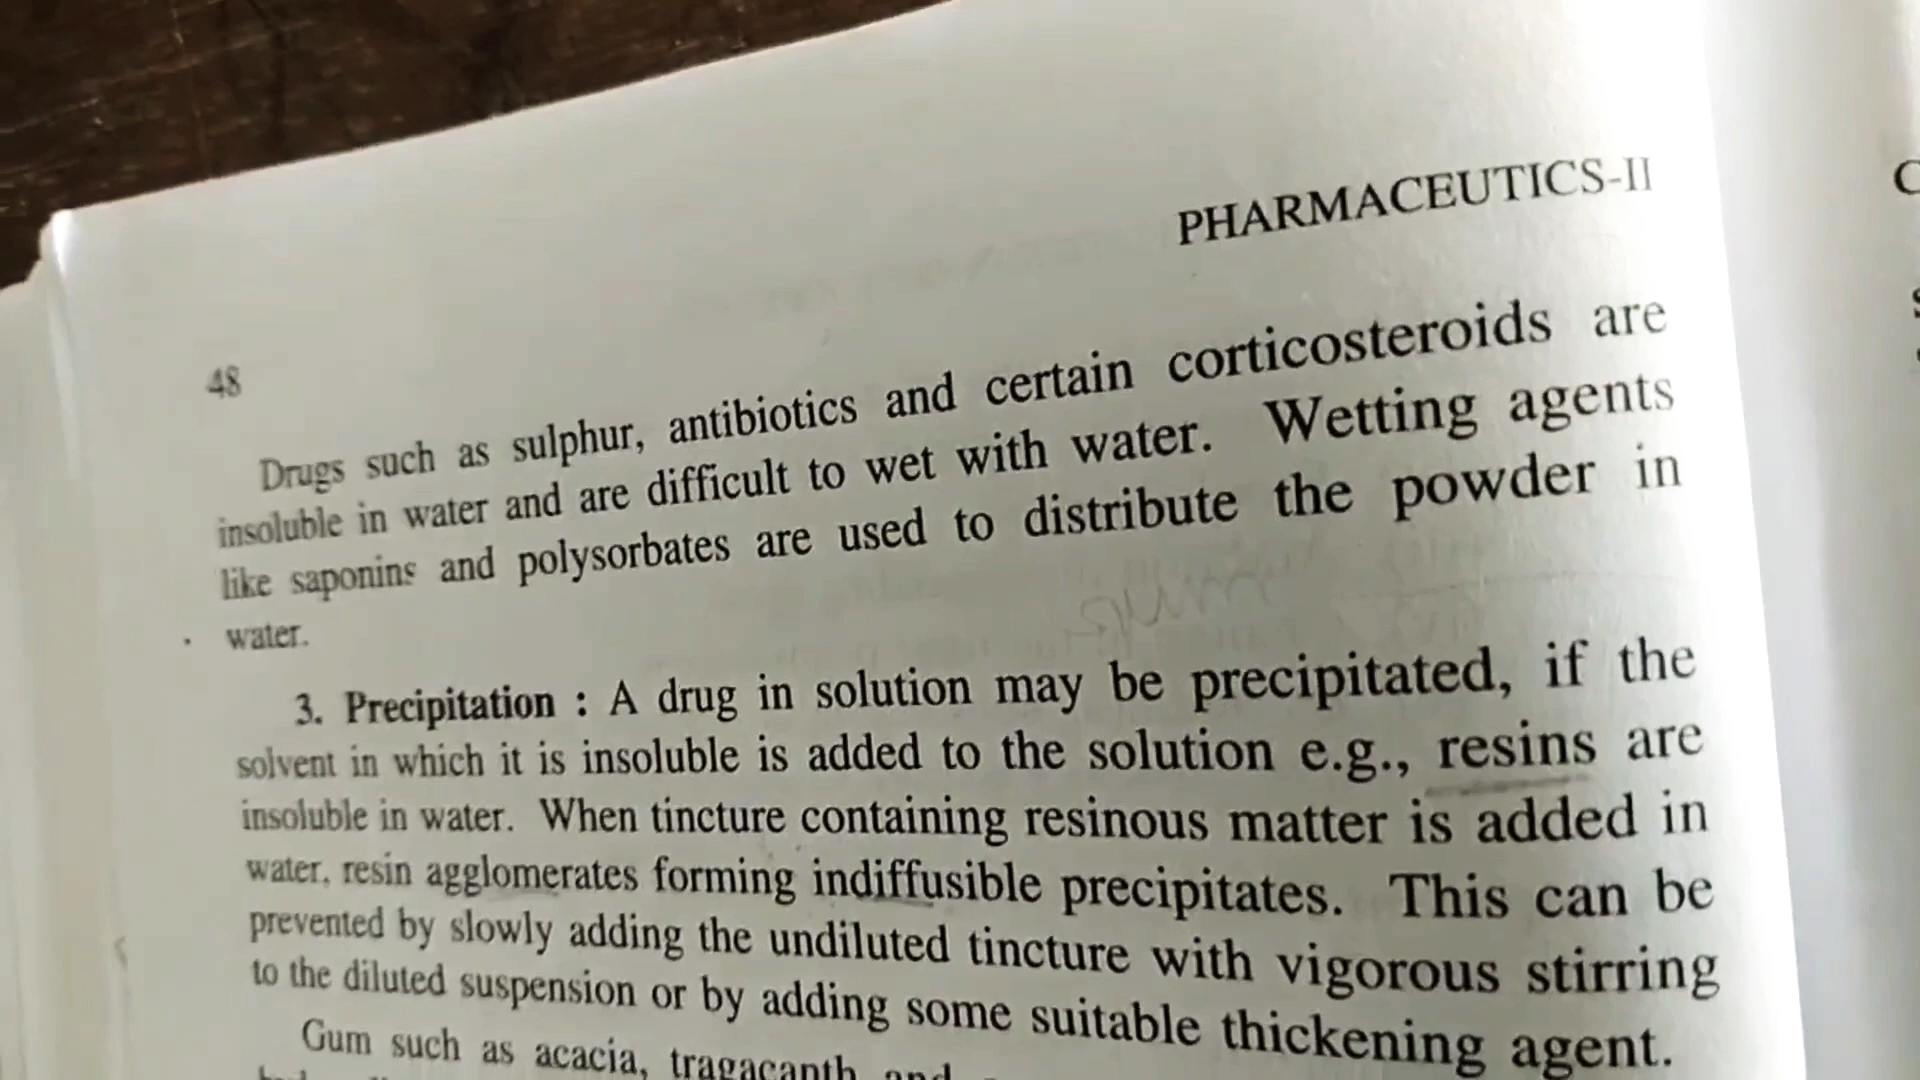 PHARMACEUTICS-II
48
Drugs such as sulphur, antibiotics and certain corticosteroids are
insoluble in water and are difficult to wet with water. Wetting agents
like saponins and polysorbates are used to distribute the powder in
water.
3. Precipitation : A drug in solution may be precipitated, if the
solvent in which it is insoluble is added to the solution e.g., resins are
insoluble in water. When tincture containing resinous matter is added in
water, resin agglomerates forming indiffusible precipitates. This can be
prevented by slowly adding the undiluted tincture with vigorous stirring
to the diluted suspension or by adding some suitable thickening agent.
Gum such as acacia, tragacanth and